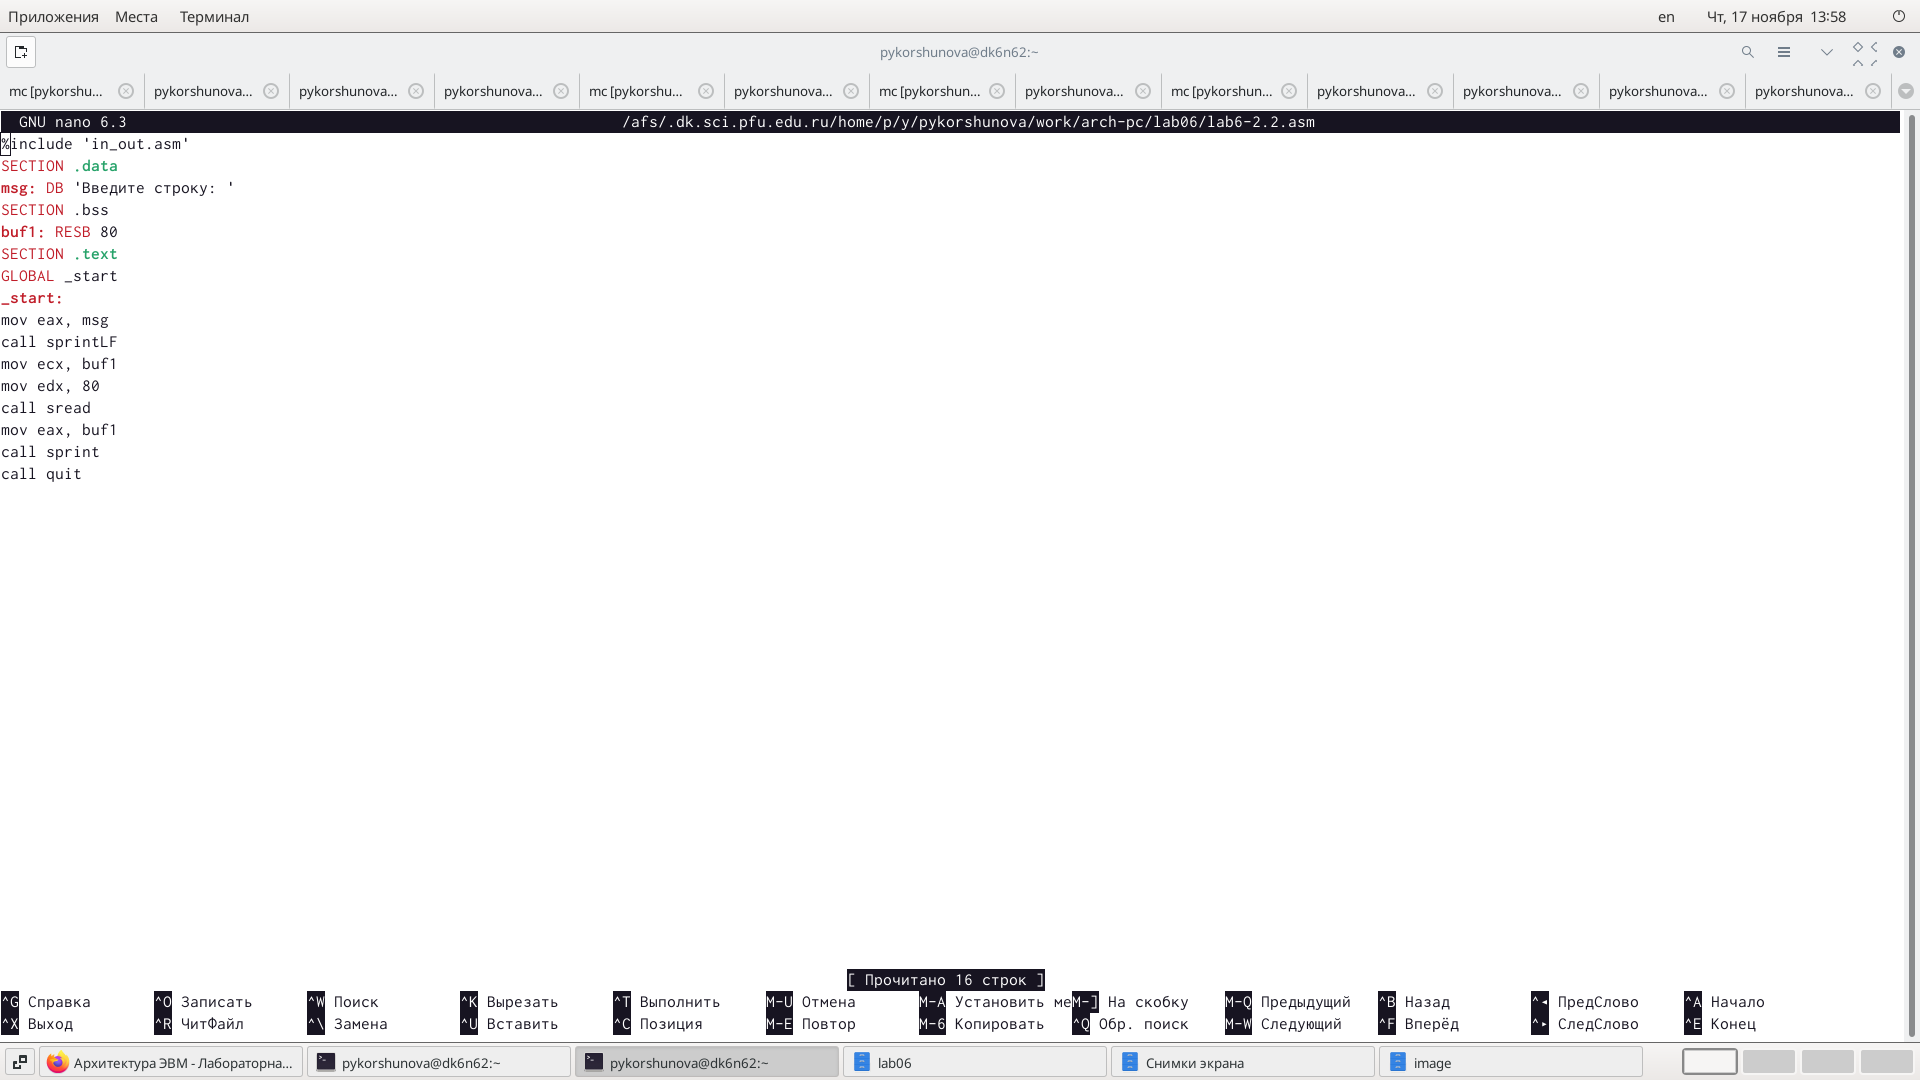 Приложения Места Терминал en Чт, 17 ноября 13:58
pykorshunova@dk6n62:~
mc [pykorshu... pykorshunova... pykorshunova... pykorshunova... mc [pykorshu... pykorshunova... mc [pykorshun... pykorshunova... mc [pykorshun... pykorshunova... pykorshunova... pykorshunova... pykorshunova...
GNU nano 6.3 /afs/.dk.sci.pfu.edu.ru/home/p/y/pykorshunova/work/arch-pc/lab06/lab6-2.2.asm
%include 'in_out.asm'
SECTION .data
msg: DB 'Введите строку: '
SECTION .bss
buf1: RESB 80
SECTION .text
GLOBAL _start
_start:
mov eax, msg
call sprintLF
mov ecx, buf1
mov edx, 80
call sread
mov eax, buf1
call sprint
call quit
[ Прочитано 16 строк ]
^G Справка ^O Записать ^W Поиск ^K Вырезать ^T Выполнить M-U Отмена M-A Установить ме M-] На скобку M-Q Предыдущий ^B Назад ^◂ ПредСлово ^A Начало
^X Выход ^R ЧитФайл ^\ Замена ^U Вставить ^C Позиция M-E Повтор M-6 Копировать ^Q Обр. поиск M-W Следующий ^F Вперёд ^▸ СледСлово ^E Конец
Архитектура ЭВМ - Лабораторна... pykorshunova@dk6n62:~ pykorshunova@dk6n62:~ lab06 Снимки экрана image